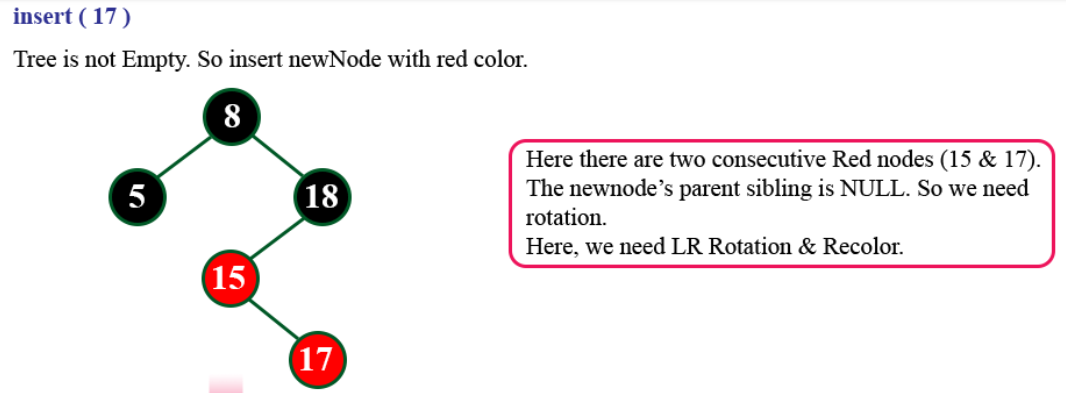 insert ( 17 )
Tree is not Empty. So insert newNode with red color.
8
5
18
15
17
Here there are two consecutive Red nodes (15 & 17).
The newnode's parent sibling is NULL. So we need
rotation.
Here, we need LR Rotation & Recolor.